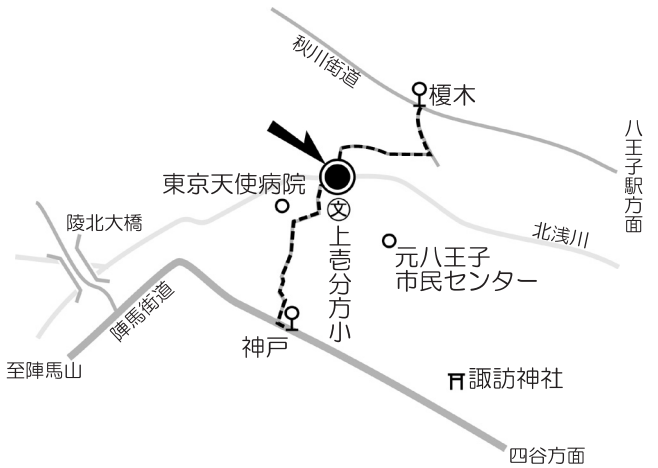 秋川街道
榎木
八王子駅方面
東京天使病院
文
上壱分方小
陵北大橋
北浅川
元八王子
市民センター
陣馬街道
神戸
至陣馬山
諏訪神社
四谷方面